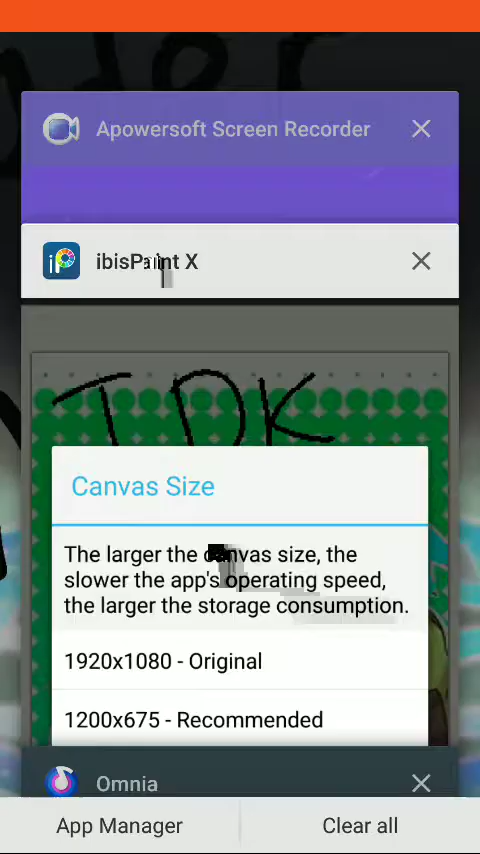 Apowersoft Screen Recorder
ibisPaint X
IDK
Canvas Size
The larger the canvas size, the
slower the app's operating speed,
the larger the storage consumption.
1920x1080 - Original
1200x675 - Recommended
Omnia
App Manager
Clear all